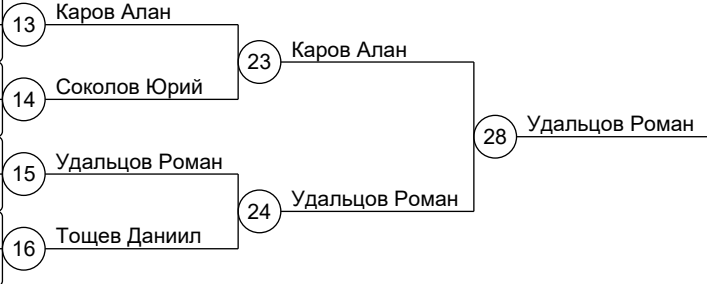 13
Каров Алан
23
Каров Алан
14
Соколов Юрий
28
Удальцов Роман
15
Удальцов Роман
24
Удальцов Роман
16
Тощев Даниил